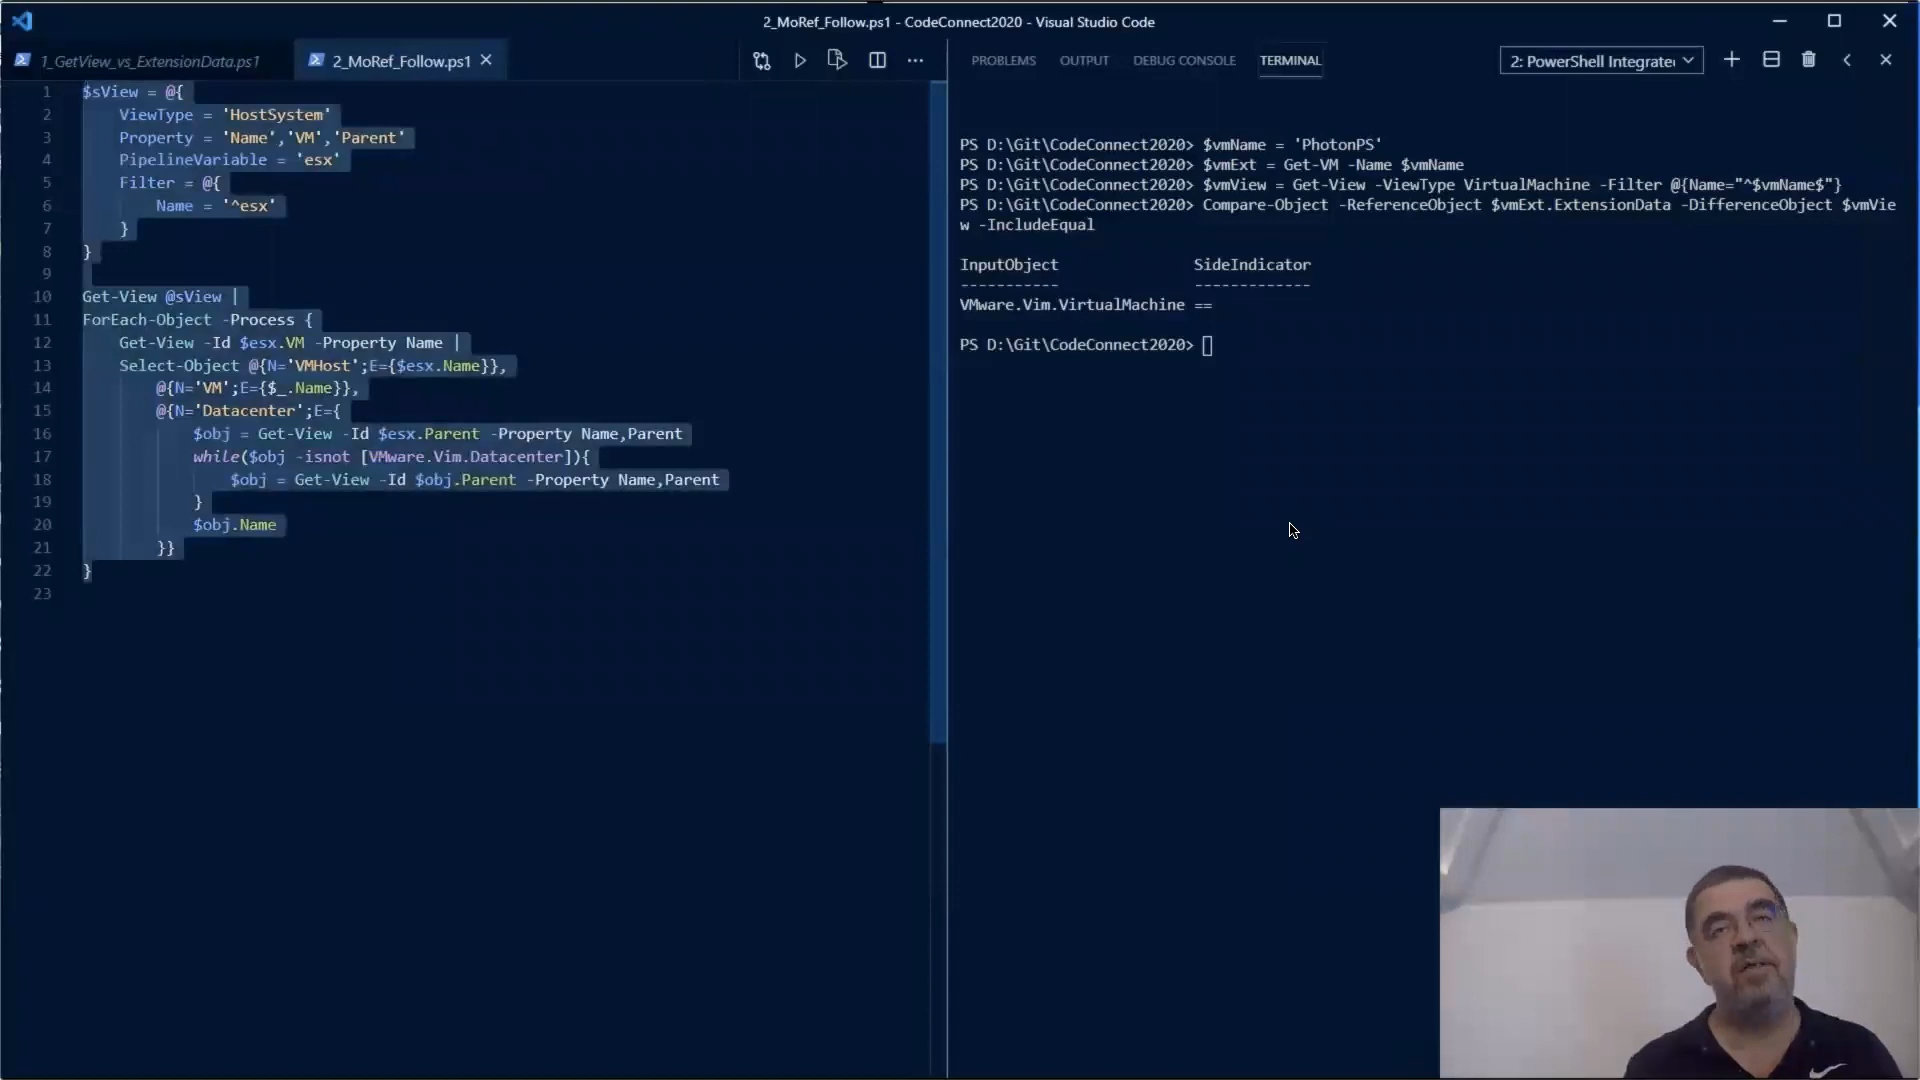 2_MoRef_Follow.ps1 - CodeConnect2020 - Visual Studio Code
1_GetView_vs_ExtensionData.ps1
2_MoRef_Follow.ps1
1 $sView = @{
2 ViewType = 'HostSystem'
3 Property = 'Name','VM','Parent'
4 PipelineVariable = 'esx'
5 Filter = @{
6 Name = '^esx'
7 }
8 }
9
10 Get-View @sView |
11 ForEach-Object -Process {
12 Get-View -Id $esx.VM -Property Name |
13 Select-Object @{N='VMHost';E={$esx.Name}},
14 @{N='VM';E={$_.Name}},
15 @{N='Datacenter';E={
16 $obj = Get-View -Id $esx.Parent -Property Name,Parent
17 while($obj -isnot [VMware.Vim.Datacenter]){
18 $obj = Get-View -Id $obj.Parent -Property Name,Parent
19 }
20 $obj.Name
21 }}
22 }
23
PROBLEMS OUTPUT DEBUG CONSOLE TERMINAL
2: PowerShell Integrate
PS D:\Git\CodeConnect2020> $vmName = 'PhotonPS'
PS D:\Git\CodeConnect2020> $vmExt = Get-VM -Name $vmName
PS D:\Git\CodeConnect2020> $vmView = Get-View -ViewType VirtualMachine -Filter @{Name="^$vmName$"}
PS D:\Git\CodeConnect2020> Compare-Object -ReferenceObject $vmExt.ExtensionData -DifferenceObject $vmVie
w -IncludeEqual
InputObject SideIndicator
----------- -------------
VMware.Vim.VirtualMachine ==
PS D:\Git\CodeConnect2020>